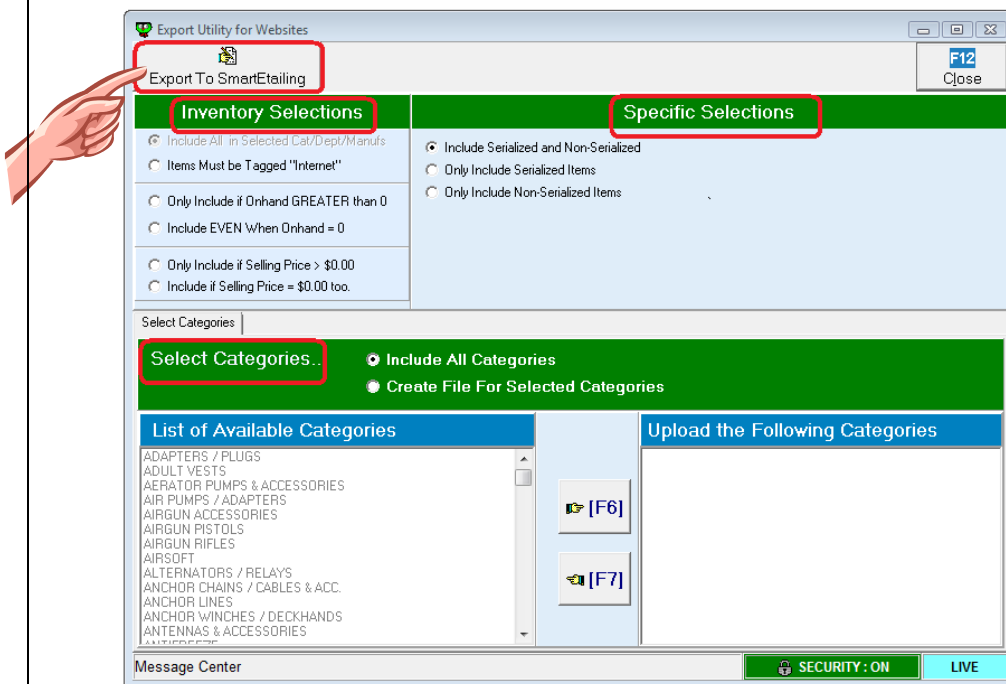 Export Utility for Websites
Export To SmartEtailing
F12
Close
Inventory Selections
Include All in Selected Cat/Dept/Manufs
Items Must be Tagged "Internet"
Only Include if Onhand GREATER than 0
Include EVEN When Onhand = 0
Only Include if Selling Price > $0.00
Include if Selling Price = $0.00 too.
Specific Selections
Include Serialized and Non-Serialized
Only Include Serialized Items
Only Include Non-Serialized Items
Select Categories
Select Categories..
Include All Categories
Create File For Selected Categories
List of Available Categories
ADAPTERS / PLUGS
ADULT VESTS
AERATOR PUMPS & ACCESSORIES
AIR PUMPS / ADAPTERS
AIRGUN ACCESSORIES
AIRGUN PISTOLS
AIRGUN RIFLES
AIRSOFT
ALTERNATORS / RELAYS
ANCHOR CHAINS / CABLES & ACC.
ANCHOR LINES
ANCHOR WINCHES / DECKHANDS
ANTENNAS & ACCESSORIES
[F6]
[F7]
Upload the Following Categories
Message Center
SECURITY : ON
LIVE